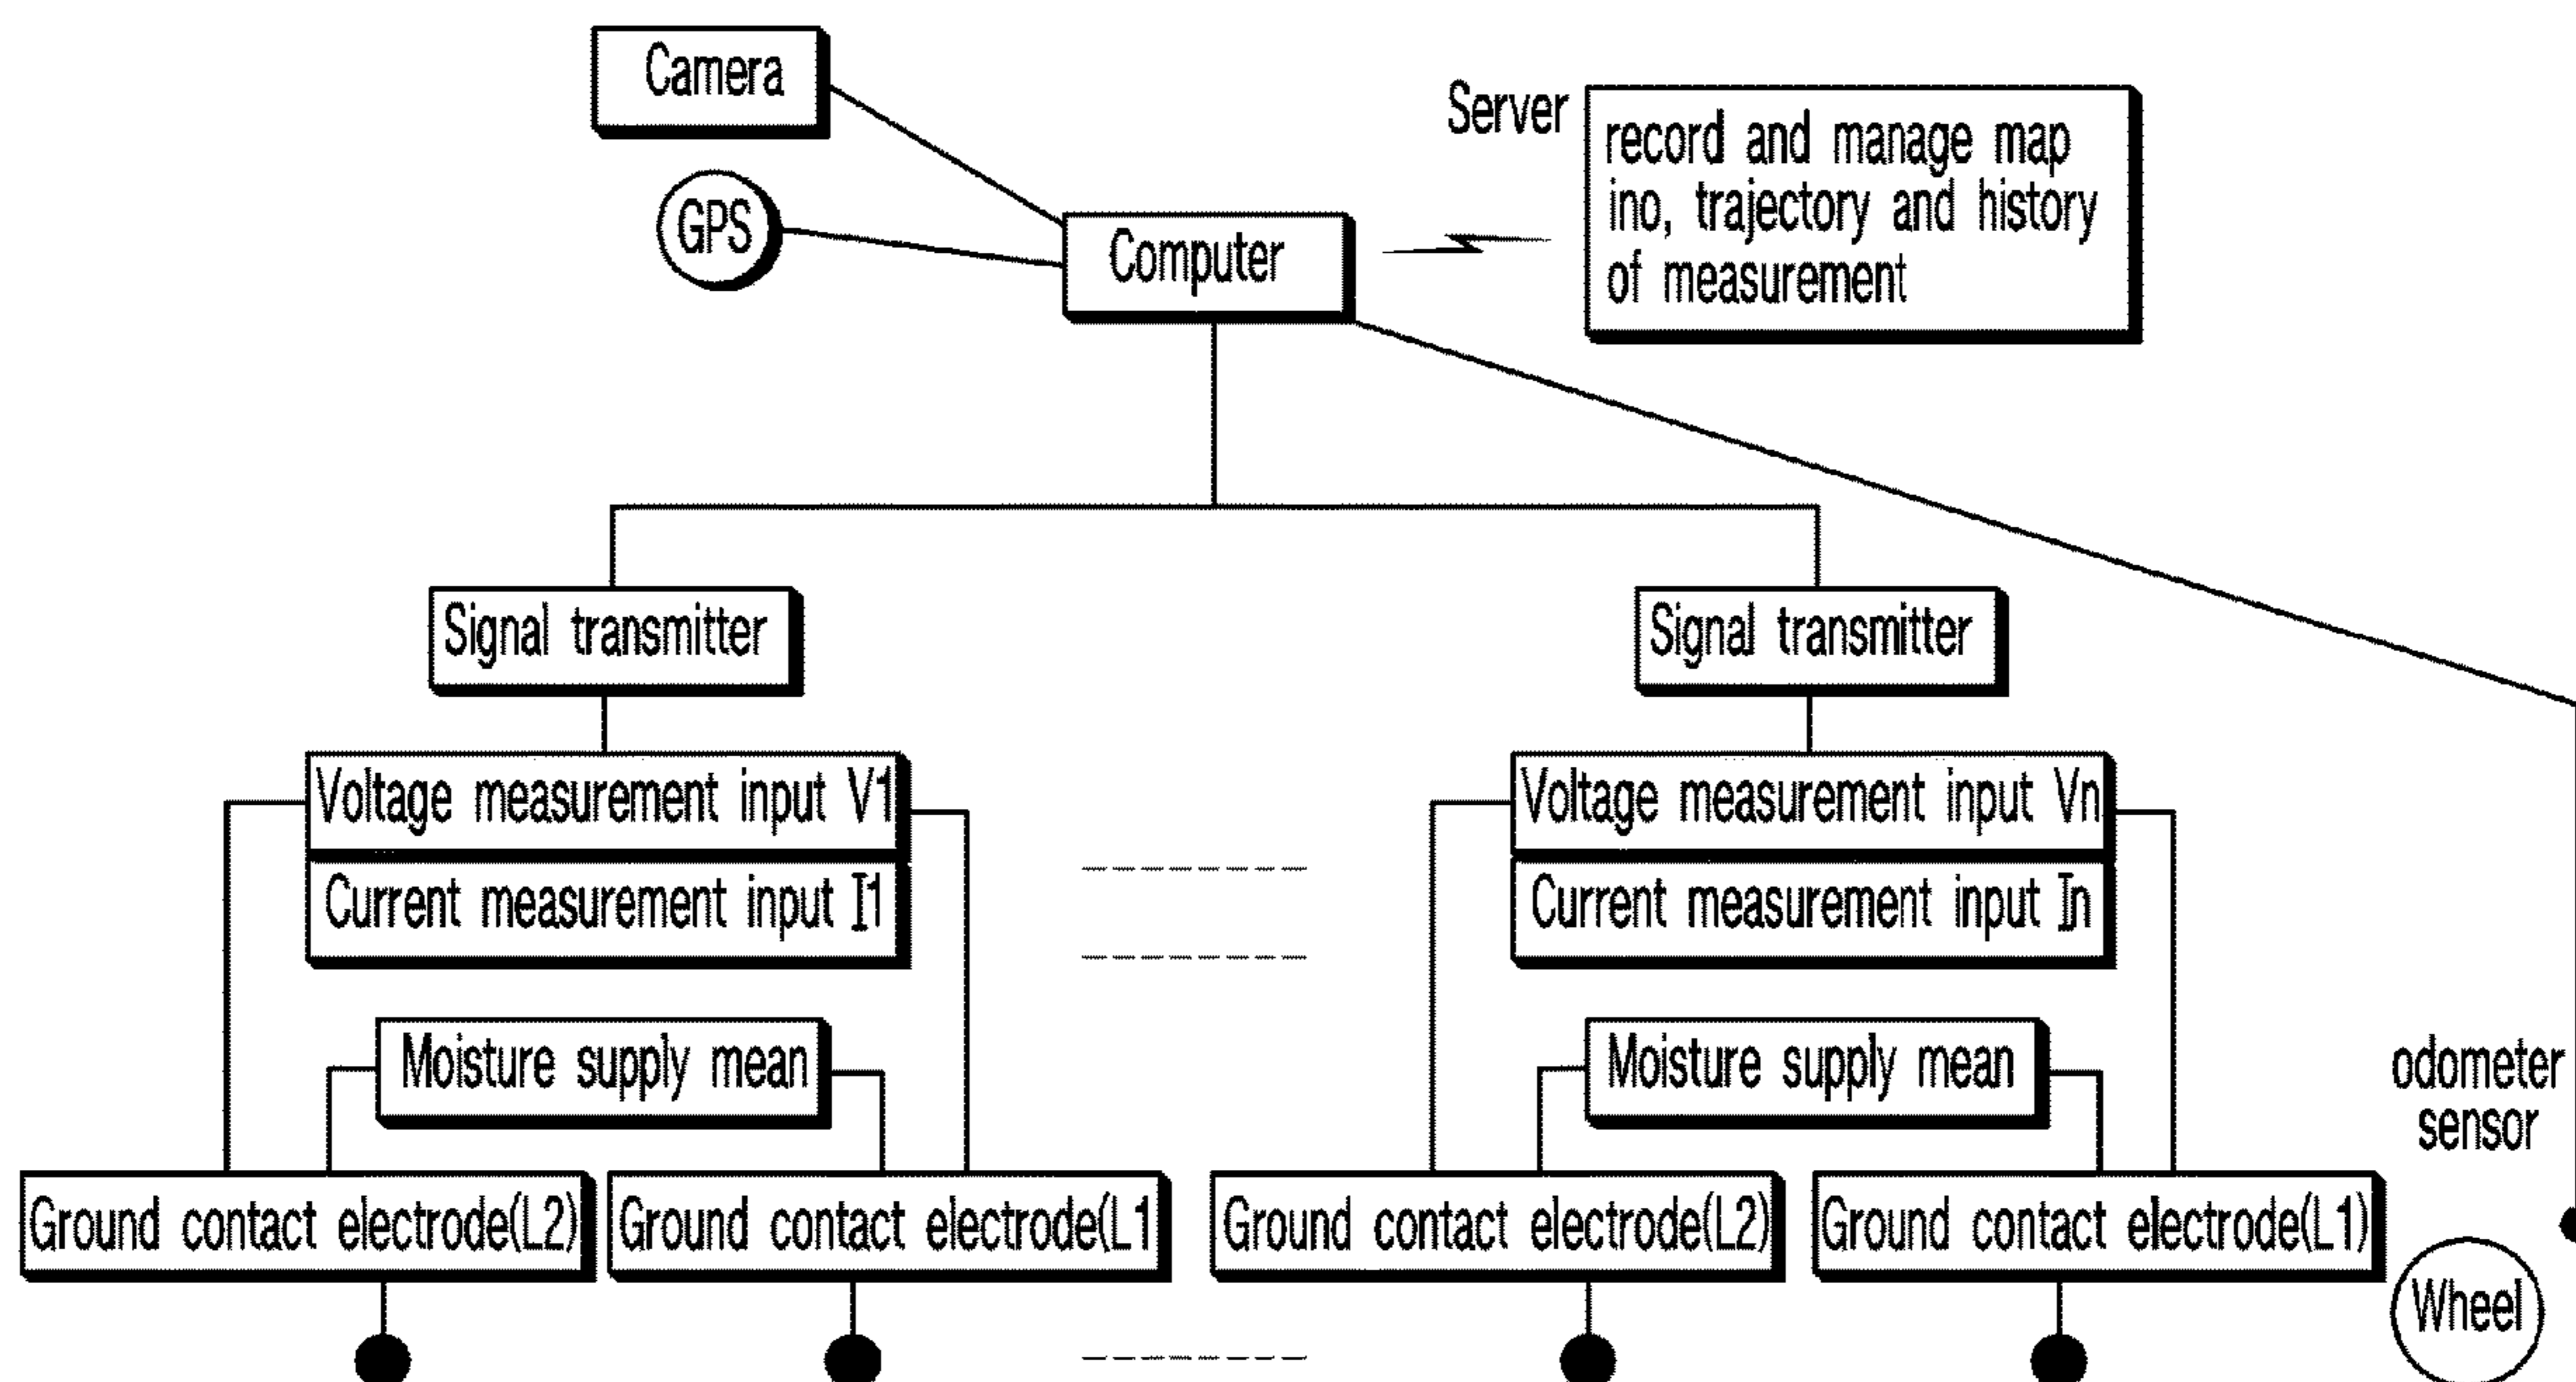 Camera
Server
record and manage map
ino, trajectory and history
of measurement
GPS
Computer
Signal transmitter
Signal transmitter
Voltage measurement input V1
Current measurement input I1
Voltage measurement input Vn
Current measurement input In
Moisture supply mean
Moisture supply mean
odometer
sensor
Ground contact electrode(L2)
Ground contact electrode(L1
Ground contact electrode(L2)
Ground contact electrode(L1)
Wheel